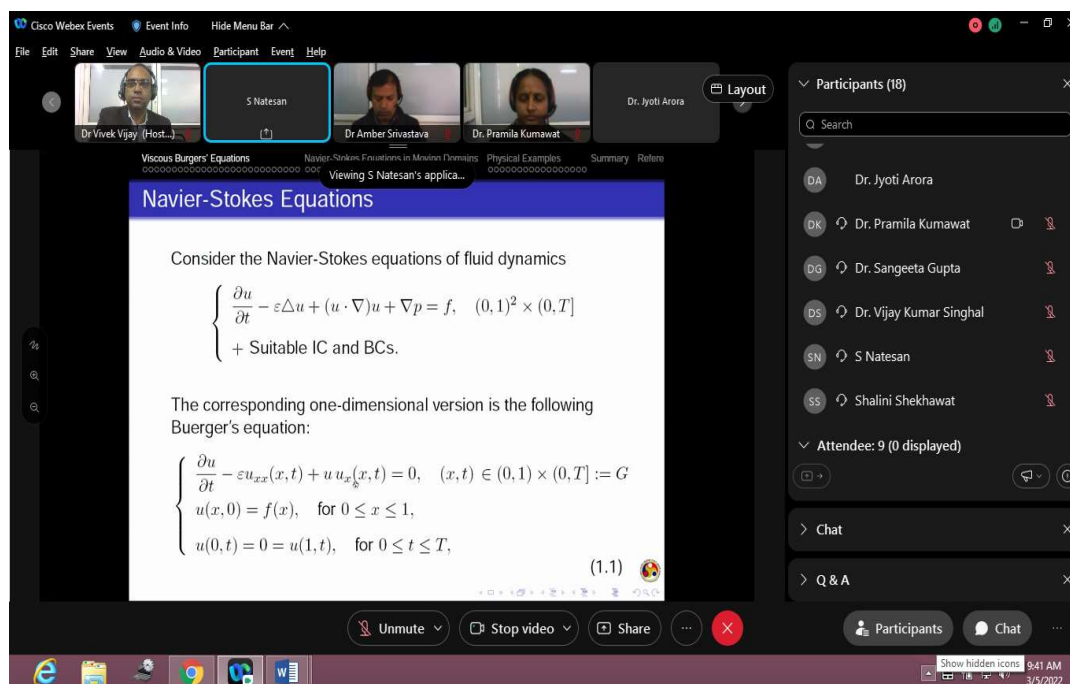 Cisco Webex Events Event Info Hide Menu Bar
File Edit Share View Audio & Video Participant Event Help
Dr Vivek Vijay (Host...)
S Natesan
Dr Amber Srivastava
Dr. Pramila Kumawat
Dr. Jyoti Arora
Layout
Viscous Burgers' Equations Navier-Stokes Equations in Moving Domains Physical Examples Summary Refere
Viewing S Natesan's applica...
Navier-Stokes Equations
Consider the Navier-Stokes equations of fluid dynamics
∂u/∂t − ε△u + (u · ∇)u + ∇p = f, (0, 1)² × (0, T]
+ Suitable IC and BCs.
The corresponding one-dimensional version is the following
Buerger's equation:
∂u/∂t − εu_xx(x, t) + u u_x(x, t) = 0, (x, t) ∈ (0, 1) × (0, T] := G
u(x, 0) = f(x), for 0 ≤ x ≤ 1,
u(0, t) = 0 = u(1, t), for 0 ≤ t ≤ T,
(1.1)
Participants (18)
Search
DA Dr. Jyoti Arora
DK Dr. Pramila Kumawat
DG Dr. Sangeeta Gupta
DS Dr. Vijay Kumar Singhal
SN S Natesan
SS Shalini Shekhawat
Attendee: 9 (0 displayed)
Chat
Q & A
Unmute Stop video Share
Participants Chat
Show hidden icons
9:41 AM
3/5/2022